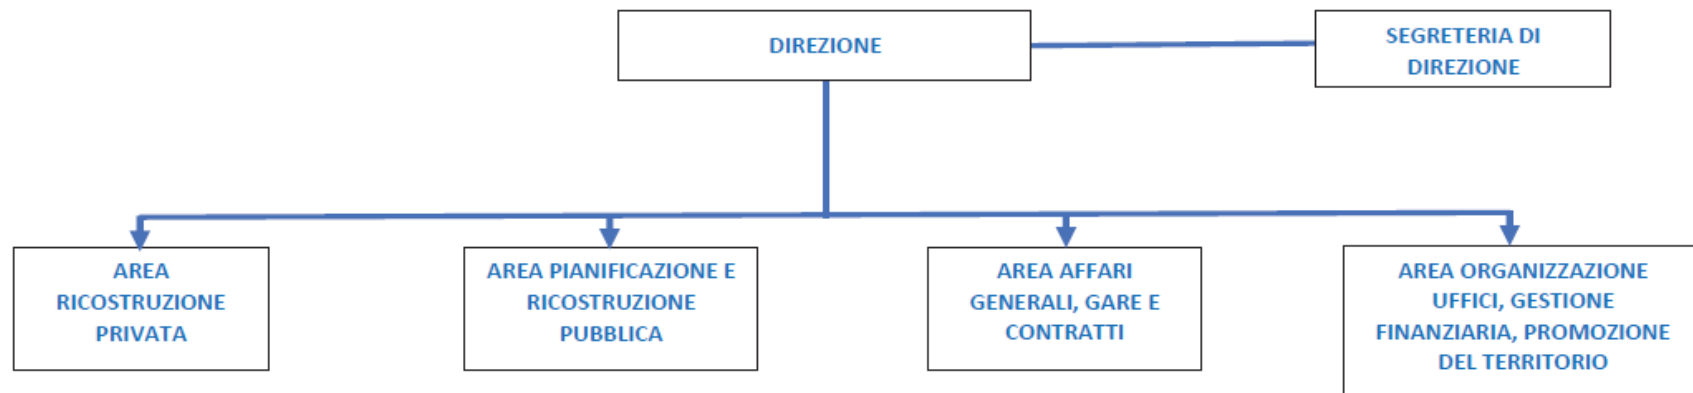 DIREZIONE
SEGRETERIA DI
DIREZIONE
AREA
RICOSTRUZIONE
PRIVATA
AREA PIANIFICAZIONE E
RICOSTRUZIONE
PUBBLICA
AREA AFFARI
GENERALI, GARE E
CONTRATTI
AREA ORGANIZZAZIONE
UFFICI, GESTIONE
FINANZIARIA, PROMOZIONE
DEL TERRITORIO